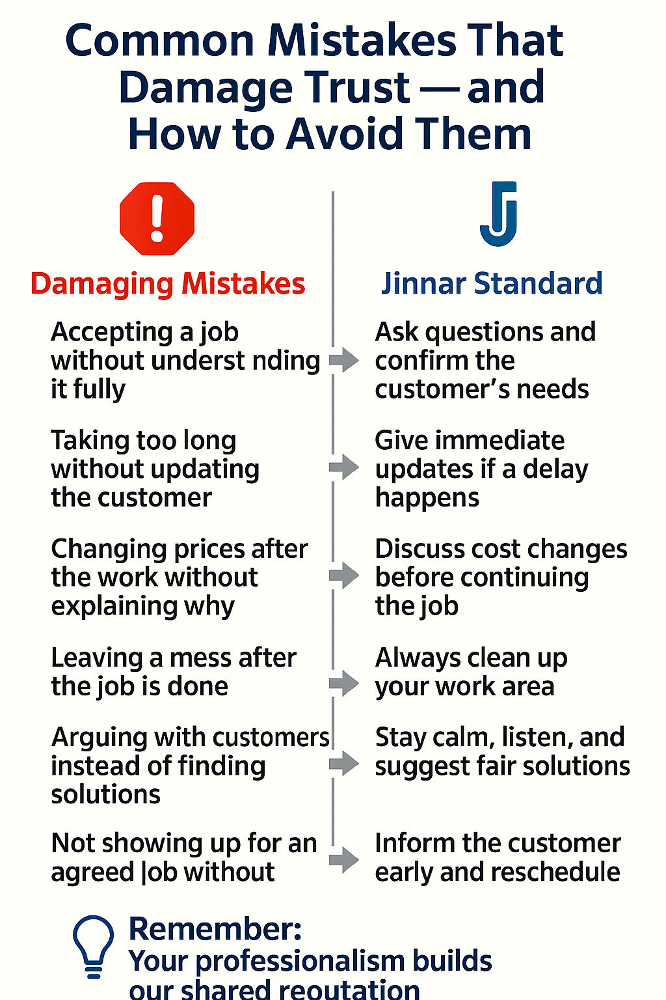 Common Mistakes That
Damage Trust — and
How to Avoid Them
Damaging Mistakes
Accepting a job
without underst nding
it fully
Taking too long
without updating
the customer
Changing prices after
the work without
explaining why
Leaving a mess after
the job is done
Arguing with customers
instead of finding
solutions
Not showing up for an
agreed Job without
Jinnar Standard
Ask questions and
confirm the
customer’s needs
Give immediate
updates if a delay
happens
Discuss cost changes
before continuing
the job
Always clean up
your work area
Stay calm, listen, and
suggest fair solutions
Inform the customer
early and reschedule
Remember:
Your professionalism builds
our shared reputation